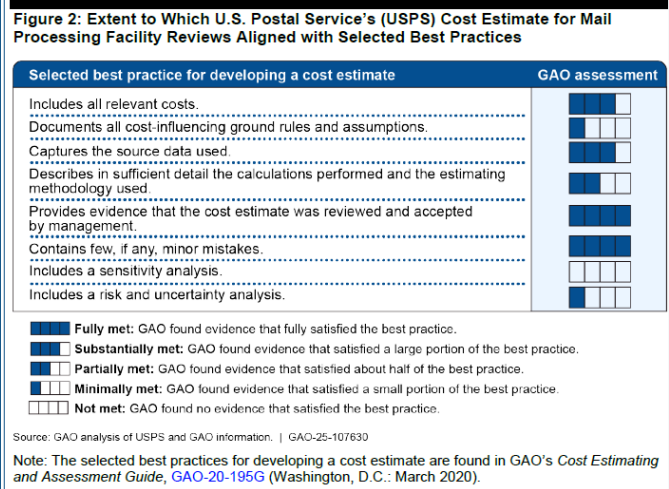 Figure 2: Extent to Which U.S. Postal Service's (USPS) Cost Estimate for Mail
Processing Facility Reviews Aligned with Selected Best Practices
Selected best practice for developing a cost estimate GAO assessment
Includes all relevant costs.
Documents all cost-influencing ground rules and assumptions.
Captures the source data used.
Describes in sufficient detail the calculations performed and the estimating
methodology used.
Provides evidence that the cost estimate was reviewed and accepted
by management.
Contains few, if any, minor mistakes.
Includes a sensitivity analysis.
Includes a risk and uncertainty analysis.
Fully met: GAO found evidence that fully satisfied the best practice.
Substantially met: GAO found evidence that satisfied a large portion of the best practice.
Partially met: GAO found evidence that satisfied about half of the best practice.
Minimally met: GAO found evidence that satisfied a small portion of the best practice.
Not met: GAO found no evidence that satisfied the best practice.
Source: GAO analysis of USPS and GAO information. | GAO-25-107630
Note: The selected best practices for developing a cost estimate are found in GAO's Cost Estimating
and Assessment Guide, GAO-20-195G (Washington, D.C.: March 2020).